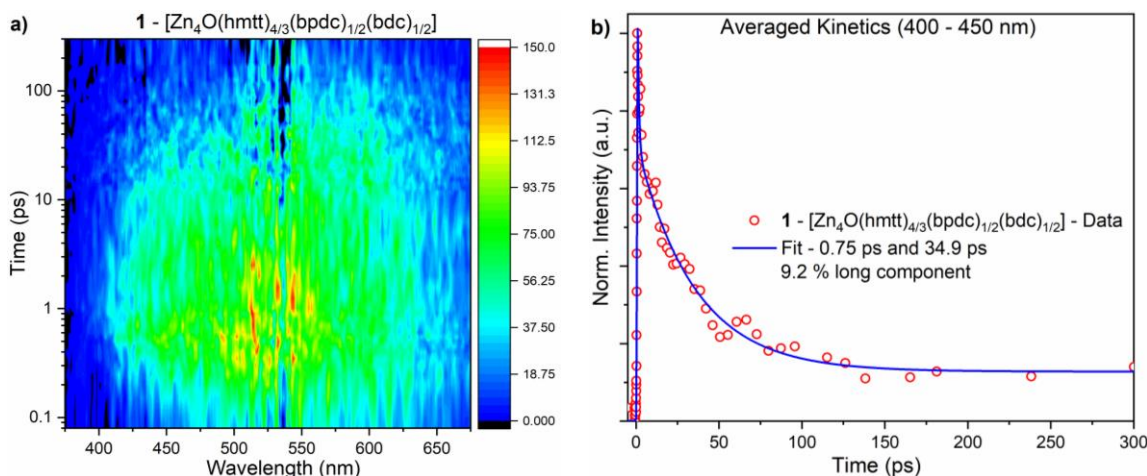 a)
1 - [Zn₄O(hmtt)₄/₃(bpdc)₁/₂(bdc)₁/₂]
Time (ps)
100
10
1
0.1
400 450 500 550 600 650
Wavelength (nm)
150.0
131.3
112.5
93.75
75.00
56.25
37.50
18.75
0.000
b)
Averaged Kinetics (400 - 450 nm)
Norm. Intensity (a.u.)
1 - [Zn₄O(hmtt)₄/₃(bpdc)₁/₂(bdc)₁/₂] - Data
Fit - 0.75 ps and 34.9 ps
9.2 % long component
0 50 100 150 200 250 300
Time (ps)